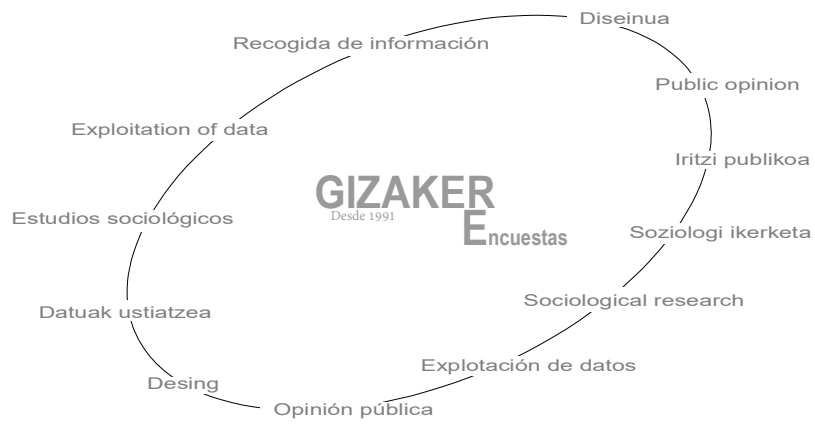 Diseinua
Recogida de información
Public opinion
Exploitation of data
Iritzi publikoa
GIZAKER
Desde 1991
Encuestas
Estudios sociológicos
Soziologi ikerketa
Sociological research
Datuak ustiatzea
Explotación de datos
Desing
Opinión pública